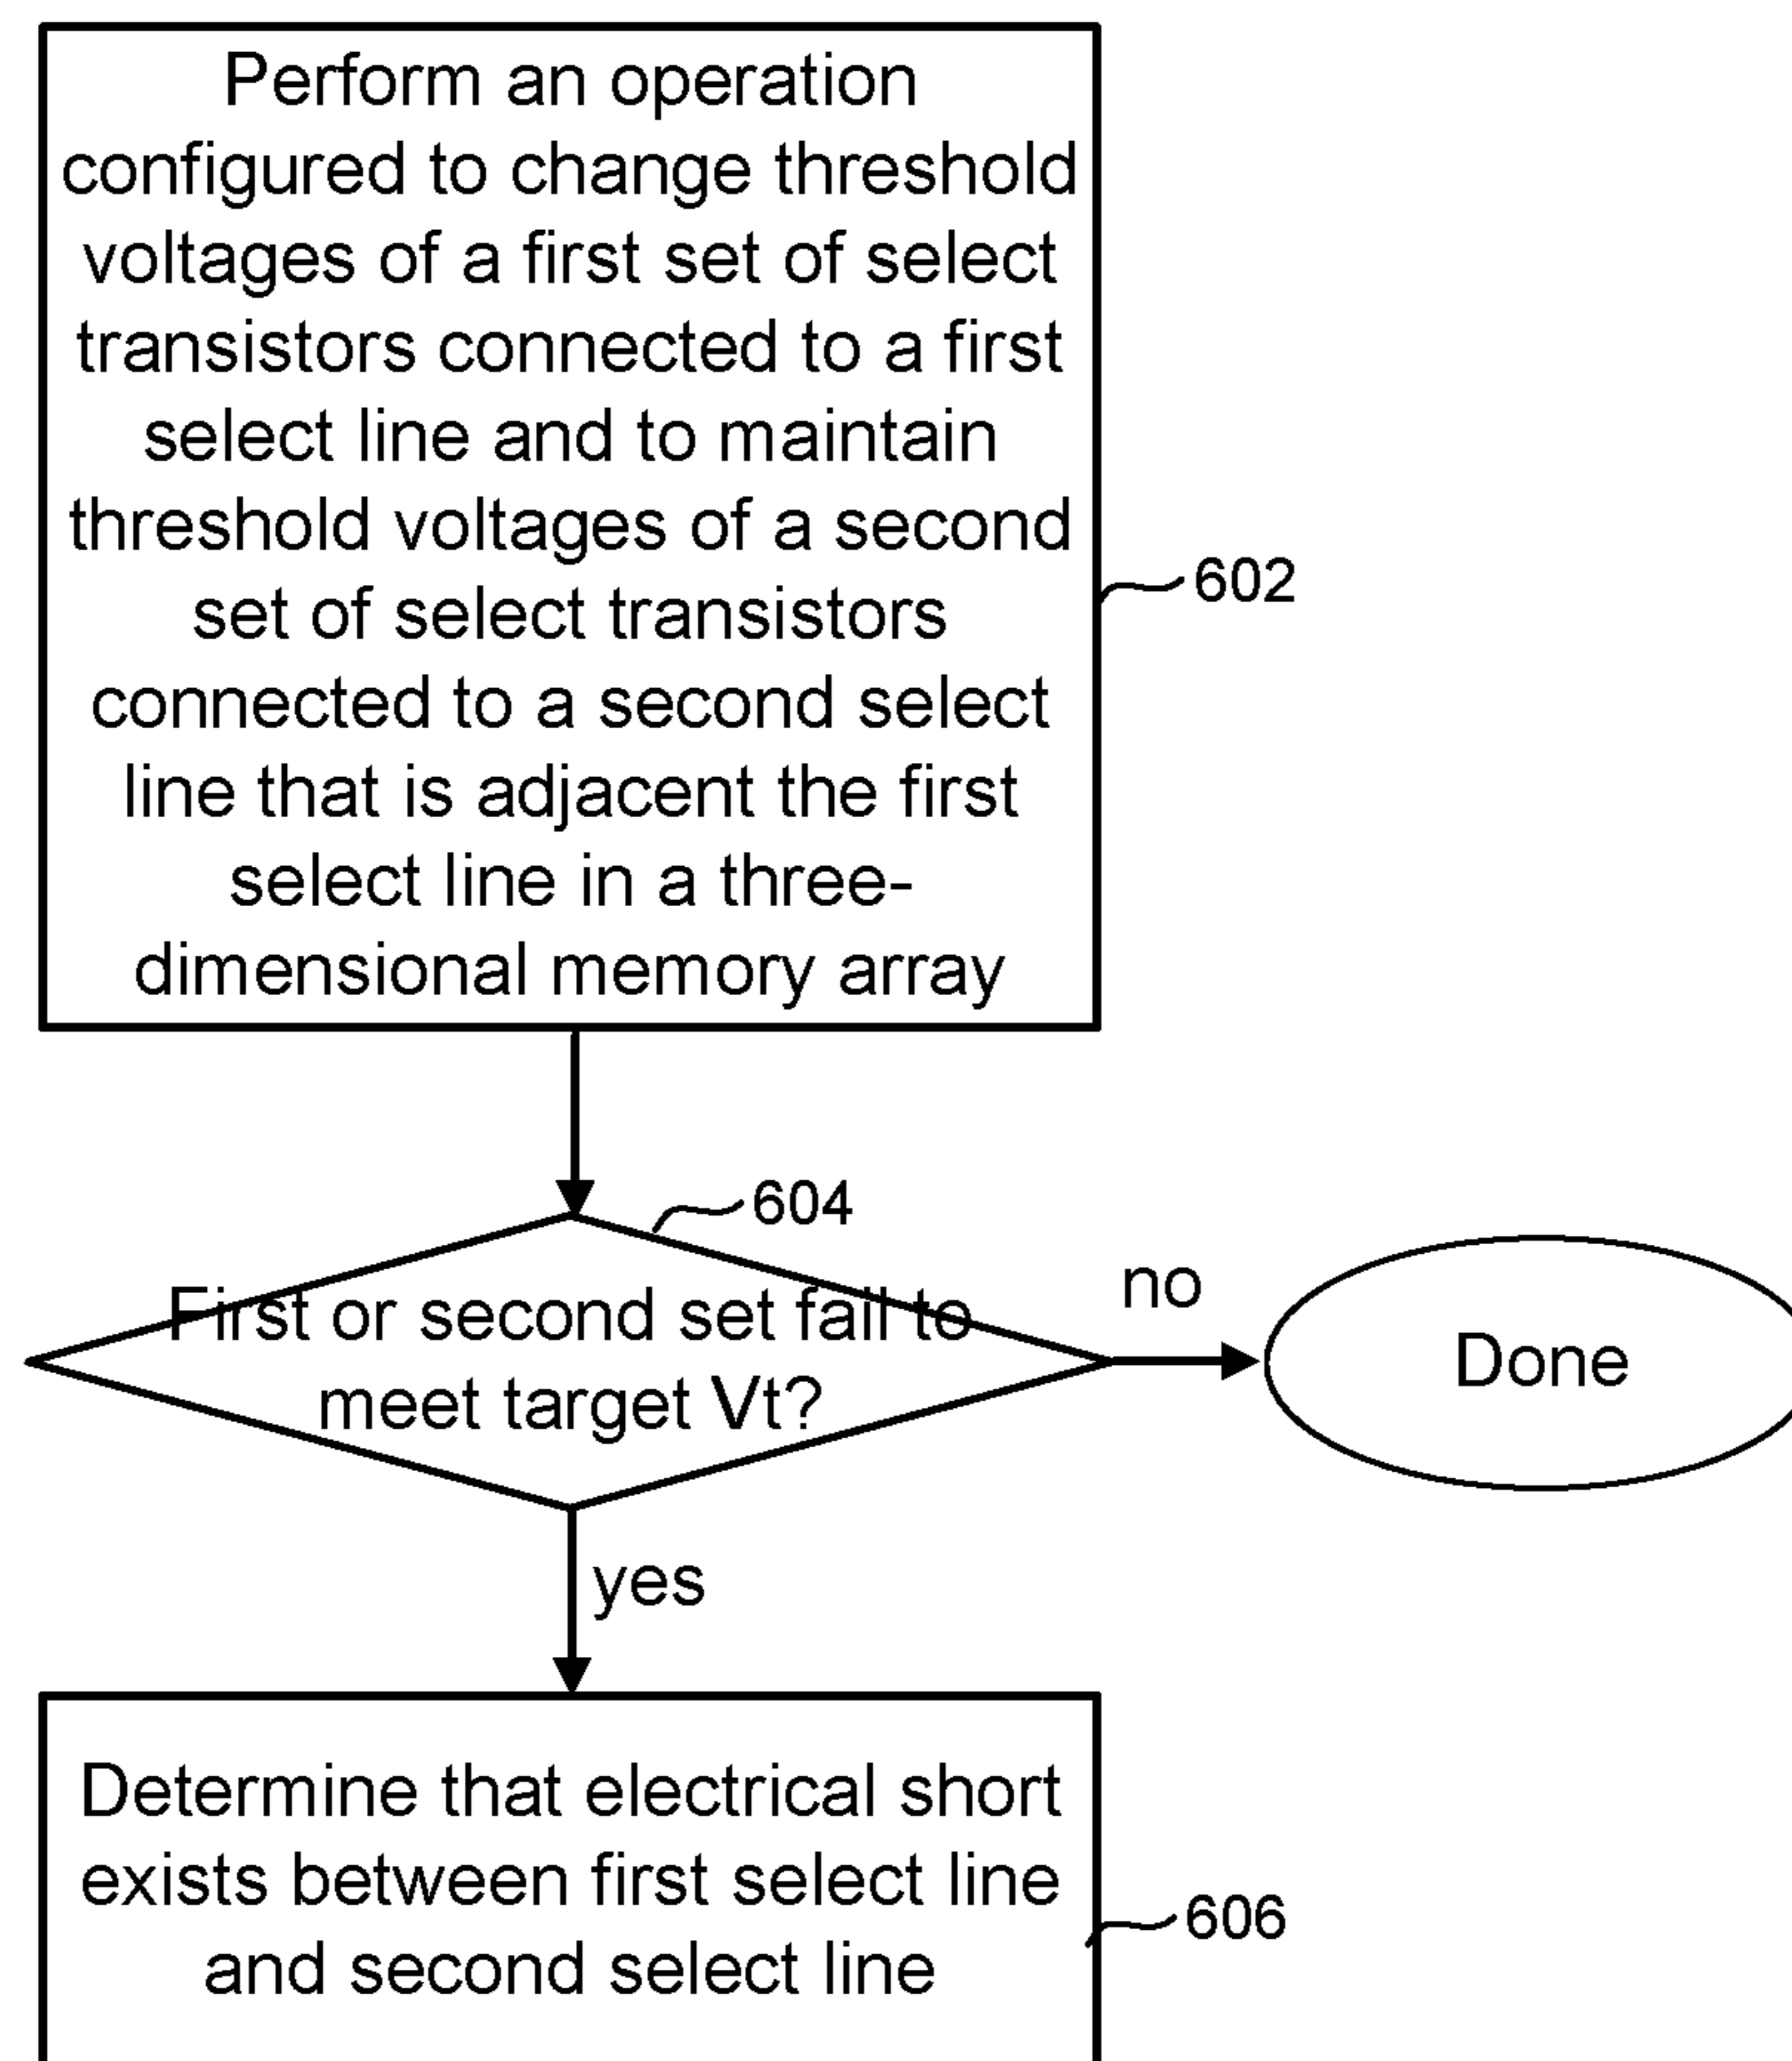 Perform an operation
configured to change threshold
voltages of a first set of select
transistors connected to a first
select line and to maintain
threshold voltages of a second
set of select transistors
connected to a second select
line that is adjacent the first
select line in a three-
dimensional memory array
602
604
First or second set fail to
meet target Vt?
no
Done
yes
Determine that electrical short
exists between first select line
and second select line
606